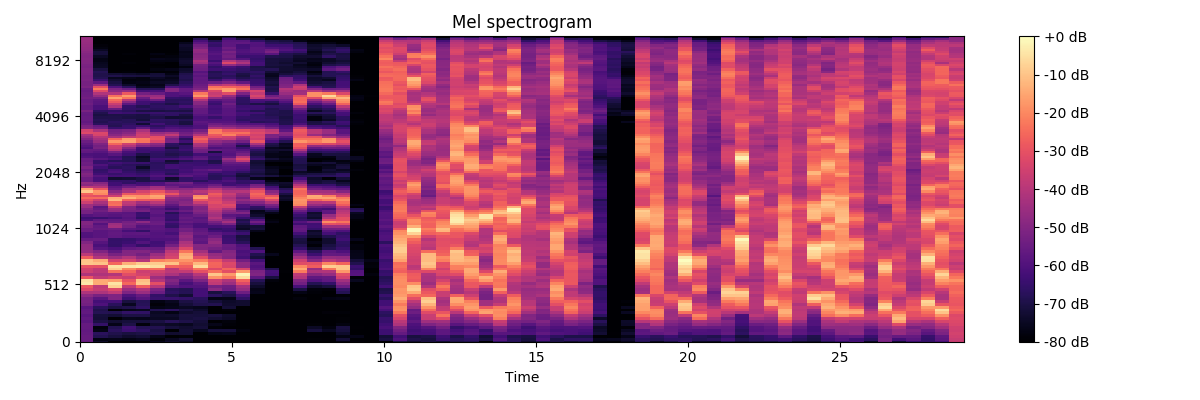 Mel spectrogram
8192
4096
2048
1024
512
0
Hz
0 5 10 15 20 25
Time
+0 dB
-10 dB
-20 dB
-30 dB
-40 dB
-50 dB
-60 dB
-70 dB
-80 dB